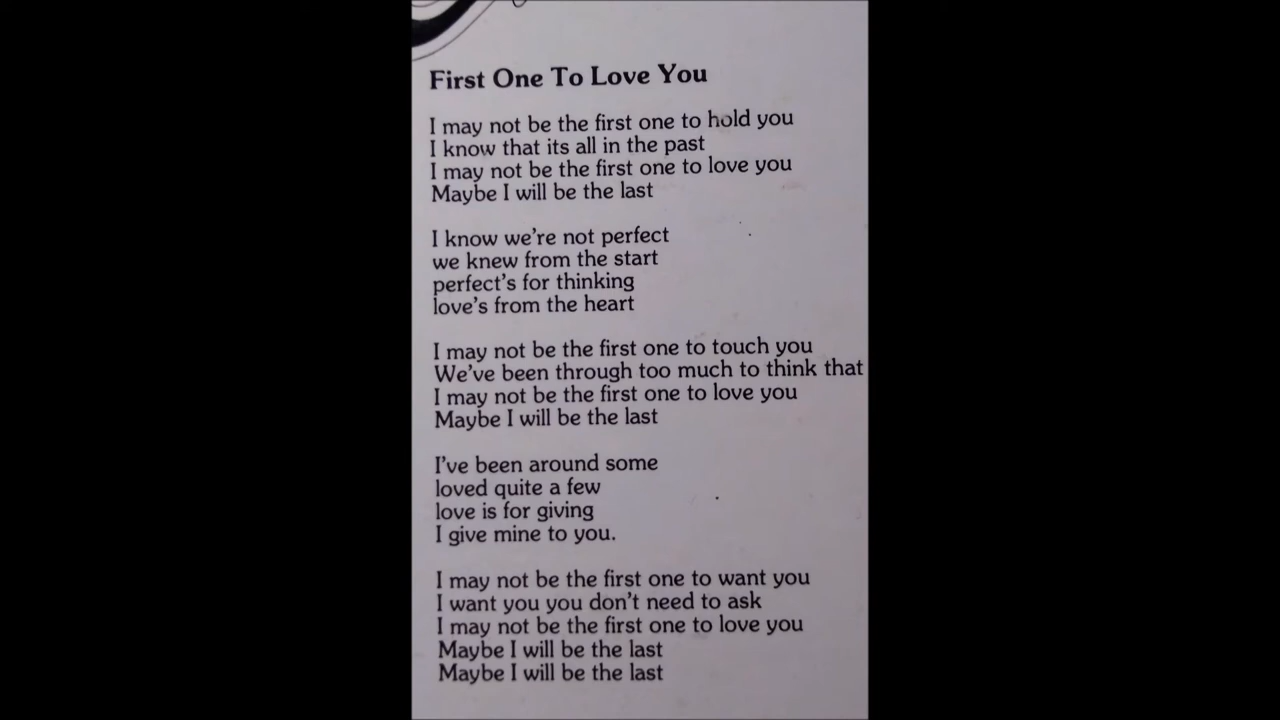 First One To Love You
I may not be the first one to hold you
I know that its all in the past
I may not be the first one to love you
Maybe I will be the last
I know we're not perfect
we knew from the start
perfect's for thinking
love's from the heart
I may not be the first one to touch you
We've been through too much to think that
I may not be the first one to love you
Maybe I will be the last
I've been around some
loved quite a few
love is for giving
I give mine to you.
I may not be the first one to want you
I want you you don't need to ask
I may not be the first one to love you
Maybe I will be the last
Maybe I will be the last